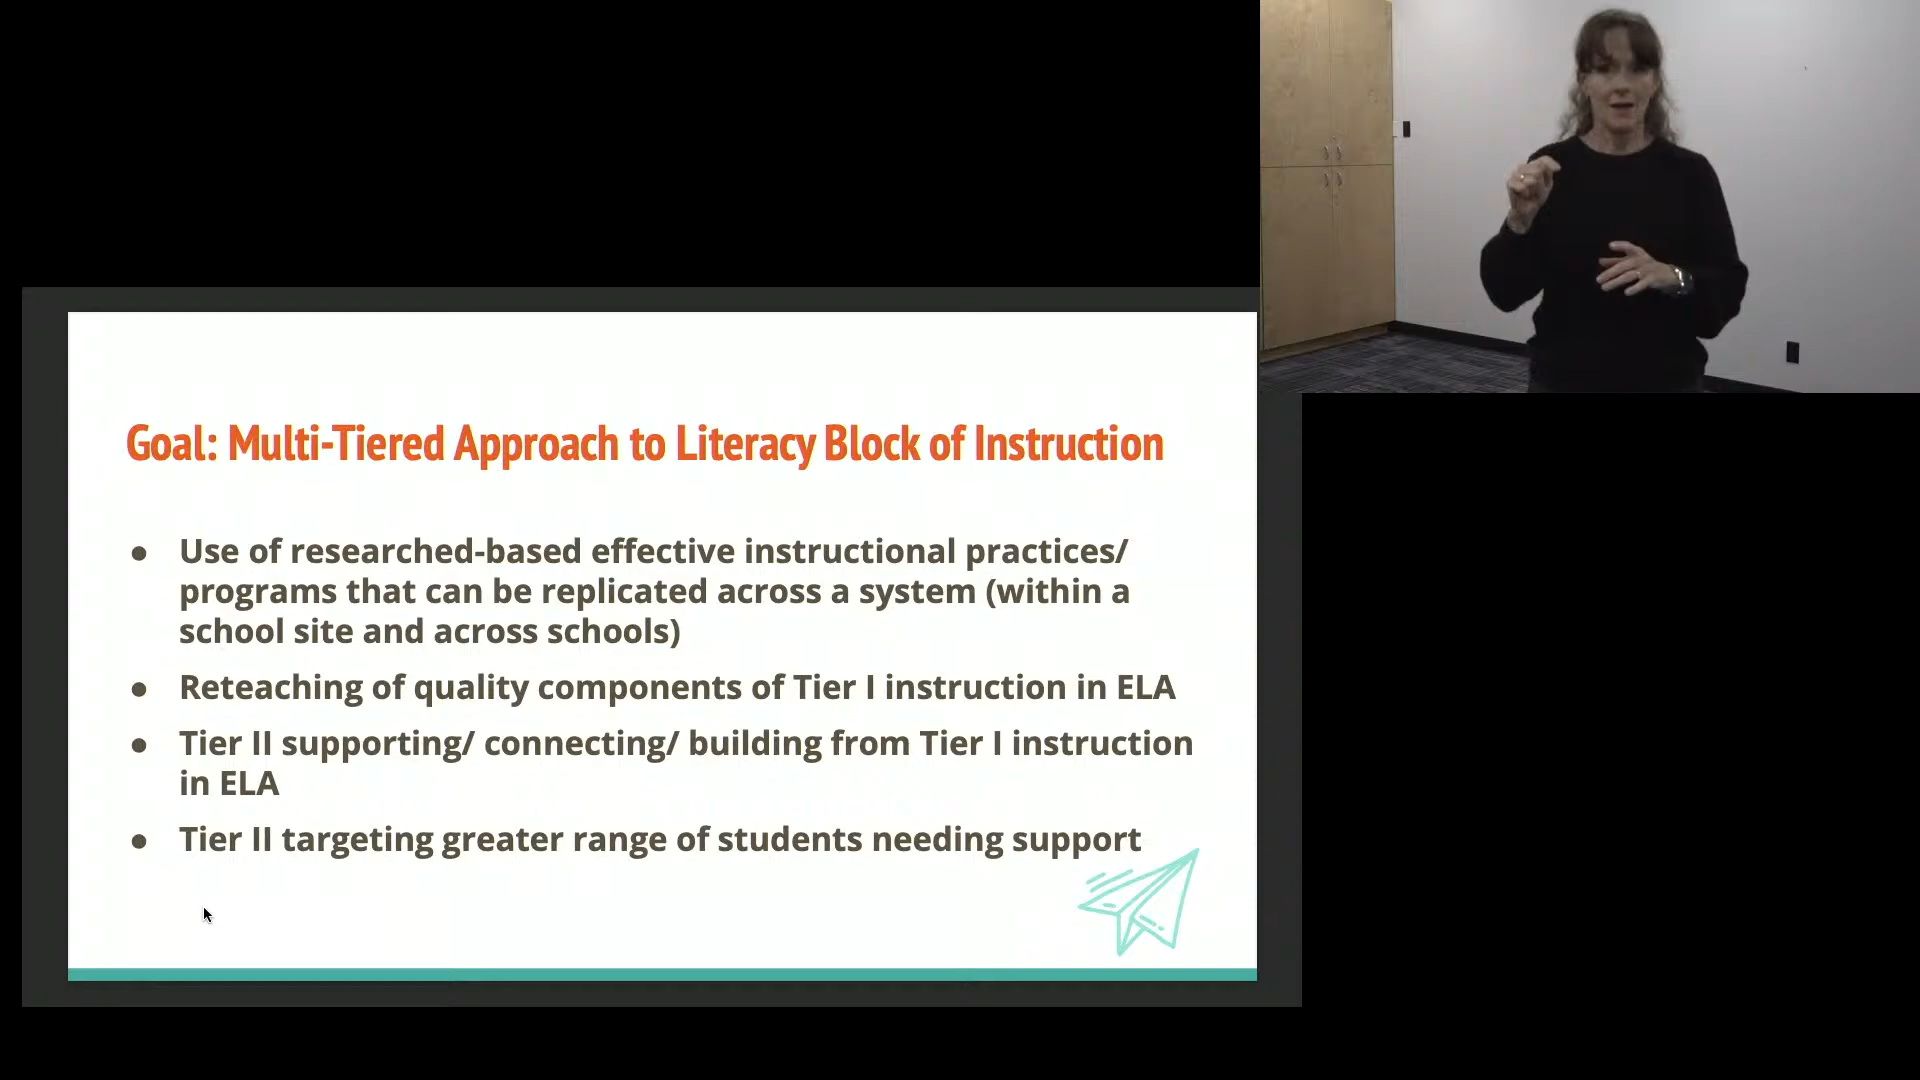 Goal: Multi-Tiered Approach to Literacy Block of Instruction
● Use of researched-based effective instructional practices/
programs that can be replicated across a system (within a
school site and across schools)
● Reteaching of quality components of Tier I instruction in ELA
● Tier II supporting/ connecting/ building from Tier I instruction
in ELA
● Tier II targeting greater range of students needing support